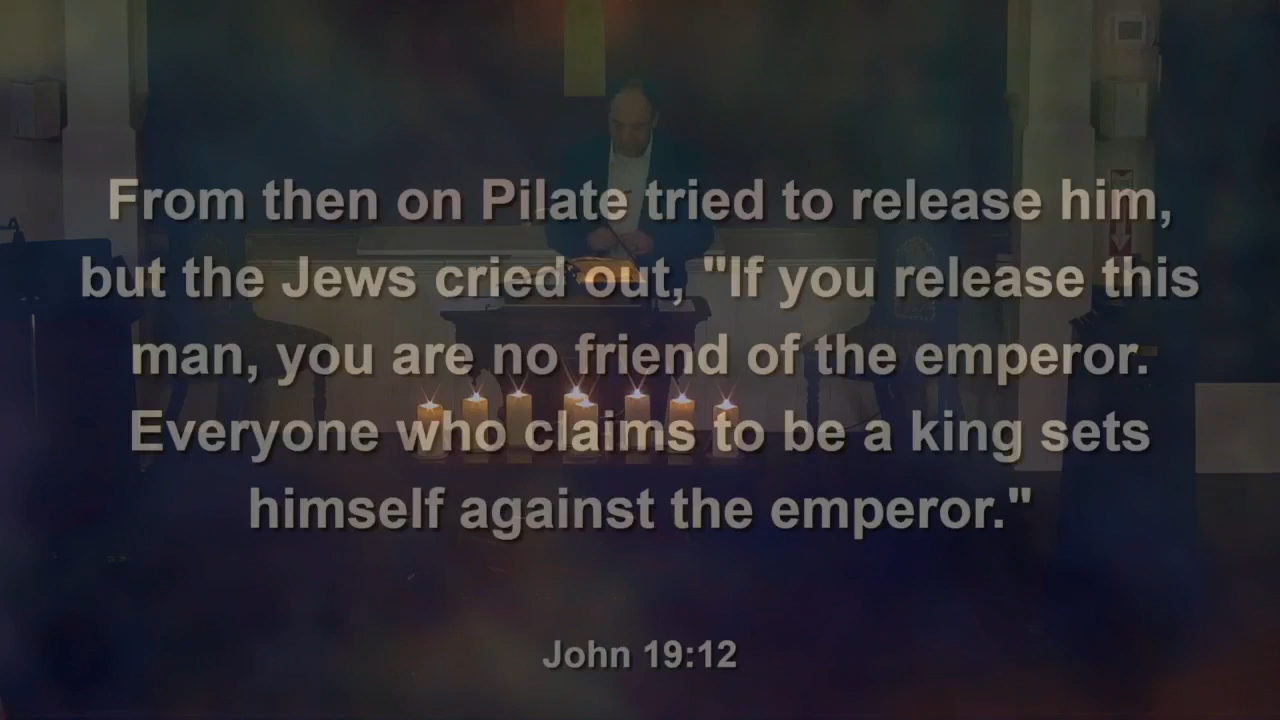 From then on Pilate tried to release him,
but the Jews cried out, "If you release this
man, you are no friend of the emperor.
Everyone who claims to be a king sets
himself against the emperor."
John 19:12